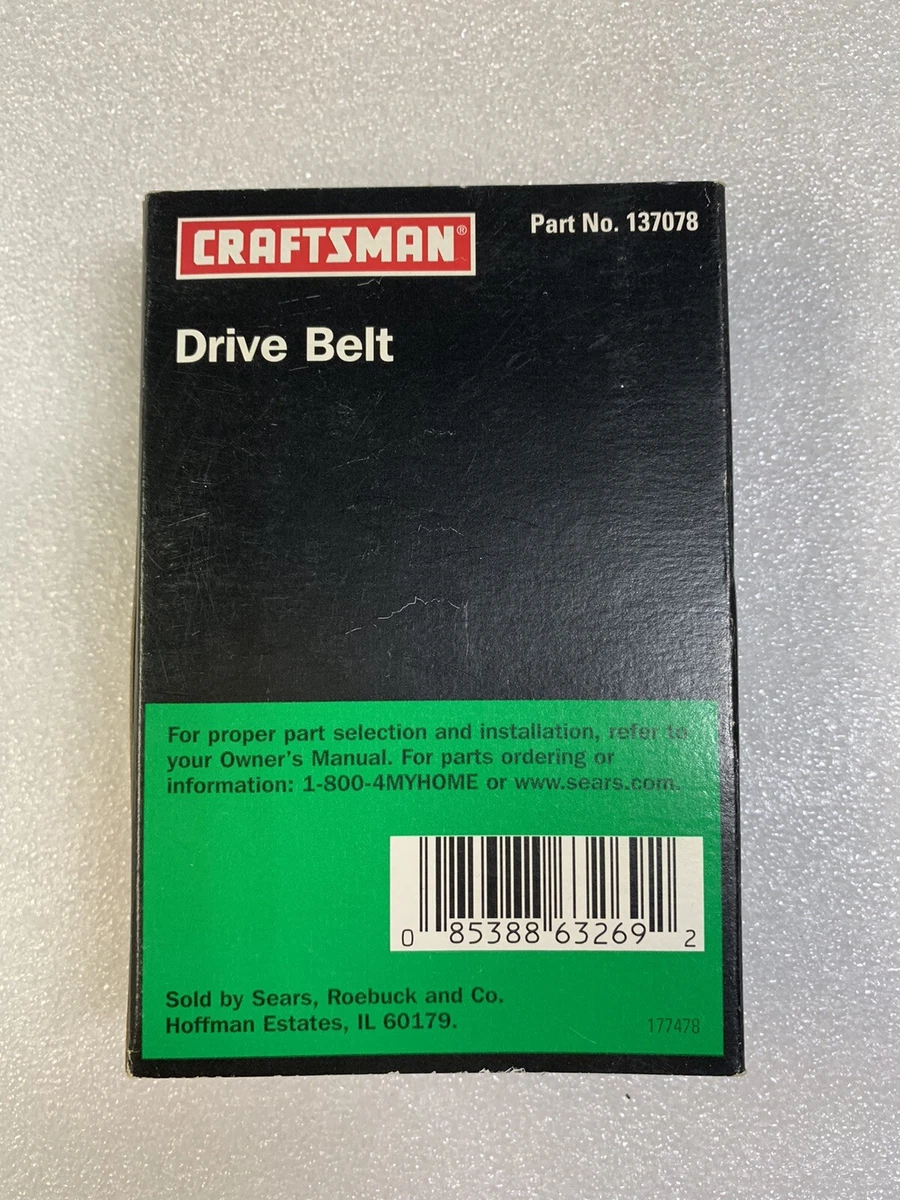 CRAFTSMAN®
Part No. 137078
Drive Belt
For proper part selection and installation, refer to
your Owner's Manual. For parts ordering or
information: 1-800-4MYHOME or www.sears.com.
0 85388 63269 2
Sold by Sears, Roebuck and Co.
Hoffman Estates, IL 60179.
177478